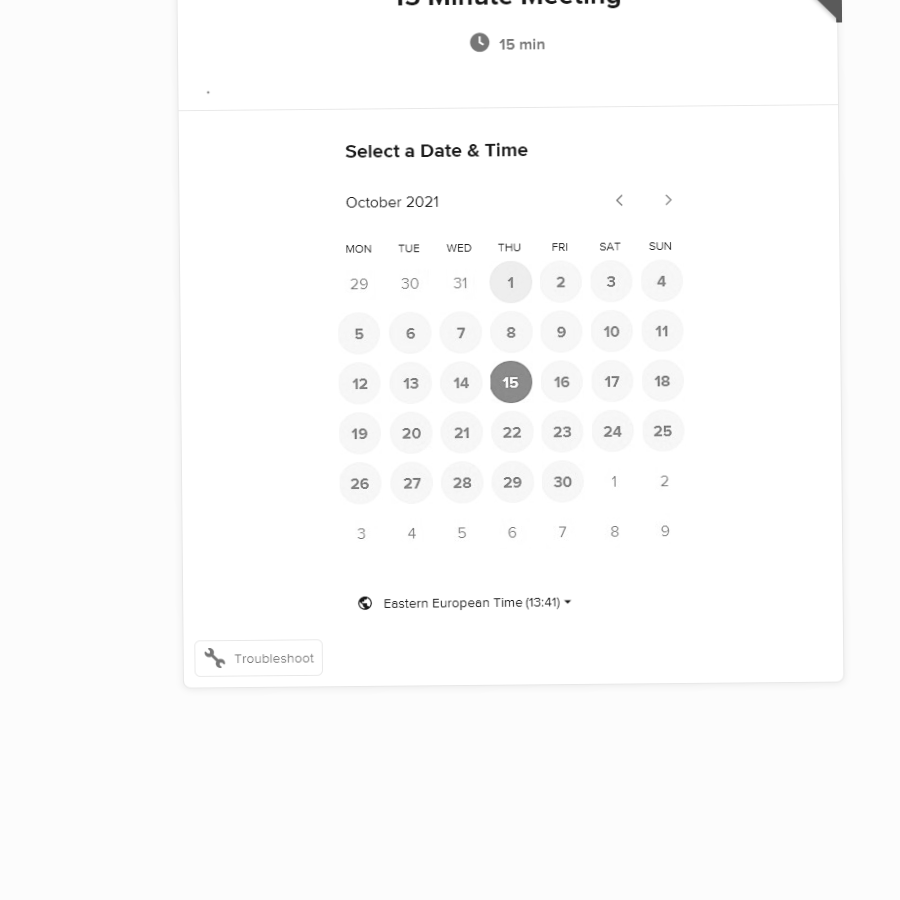 15 Minute Meeting
15 min
.
Select a Date & Time
October 2021
MON TUE WED THU FRI SAT SUN
29 30 31 1 2 3 4
5 6 7 8 9 10 11
12 13 14 15 16 17 18
19 20 21 22 23 24 25
26 27 28 29 30 1 2
3 4 5 6 7 8 9
Eastern European Time (13:41)
Troubleshoot